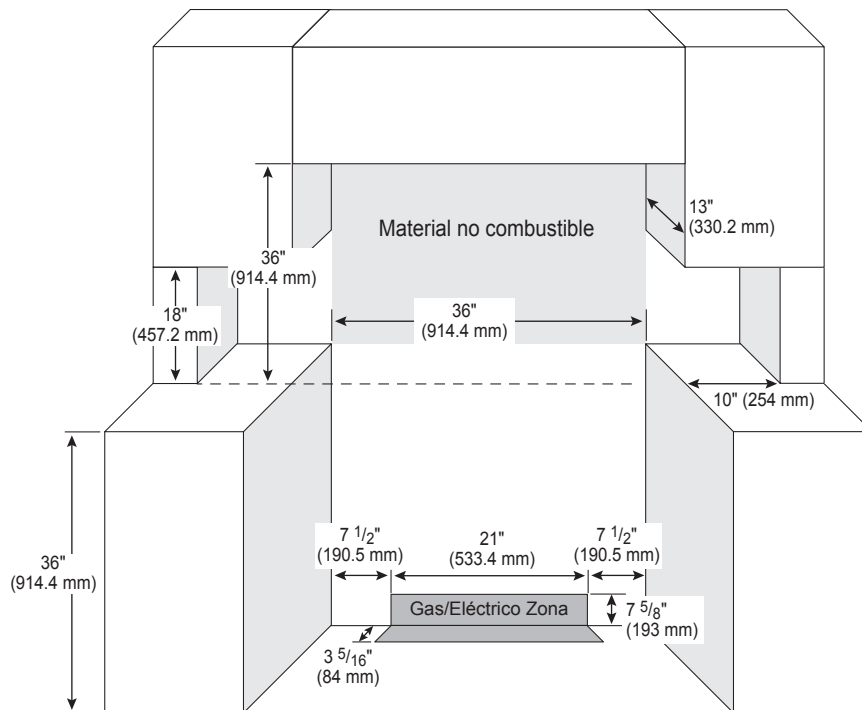 13"
(330.2 mm)
Material no combustible
36"
(914.4 mm)
18"
(457.2 mm)
36"
(914.4 mm)
10" (254 mm)
36"
(914.4 mm)
7 1/2"
(190.5 mm)
21"
(533.4 mm)
7 1/2"
(190.5 mm)
Gas/Eléctrico Zona
7 5/8"
(193 mm)
3 5/16"
(84 mm)